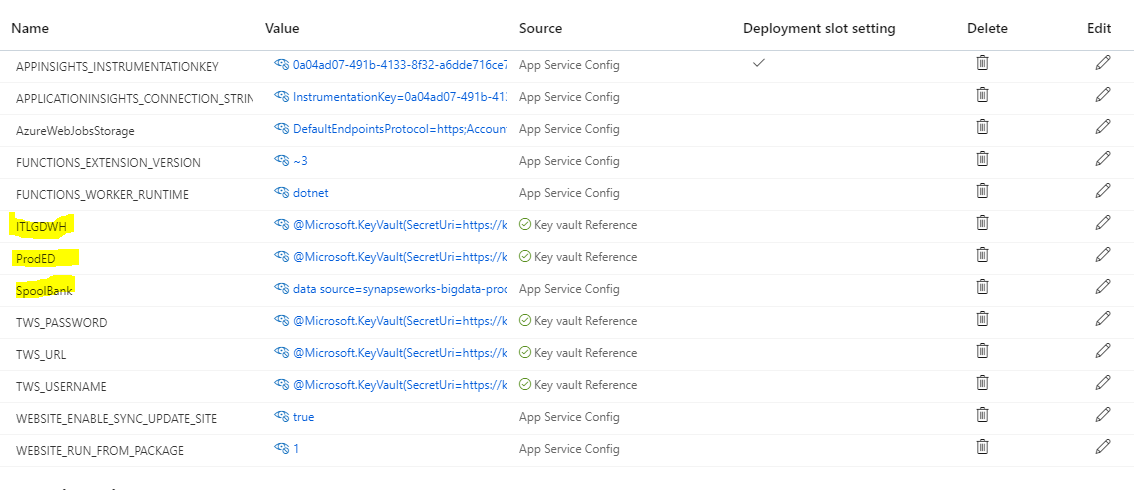 Name Value Source Deployment slot setting Delete Edit
APPINSIGHTS_INSTRUMENTATIONKEY 0a04ad07-491b-4133-8f32-a6dde716ce7 App Service Config
APPLICATIONINSIGHTS_CONNECTION_STRIN InstrumentationKey=0a04ad07-491b-413 App Service Config
AzureWebJobsStorage DefaultEndpointsProtocol=https;Accoun App Service Config
FUNCTIONS_EXTENSION_VERSION ~3 App Service Config
FUNCTIONS_WORKER_RUNTIME dotnet App Service Config
ITLGDWH @Microsoft.KeyVault(SecretUri=https://k Key vault Reference
ProdED @Microsoft.KeyVault(SecretUri=https://k Key vault Reference
SpoolBank data source=synapseworks-bigdata-proc App Service Config
TWS_PASSWORD @Microsoft.KeyVault(SecretUri=https://k Key vault Reference
TWS_URL @Microsoft.KeyVault(SecretUri=https://k Key vault Reference
TWS_USERNAME @Microsoft.KeyVault(SecretUri=https://k Key vault Reference
WEBSITE_ENABLE_SYNC_UPDATE_SITE true App Service Config
WEBSITE_RUN_FROM_PACKAGE 1 App Service Config